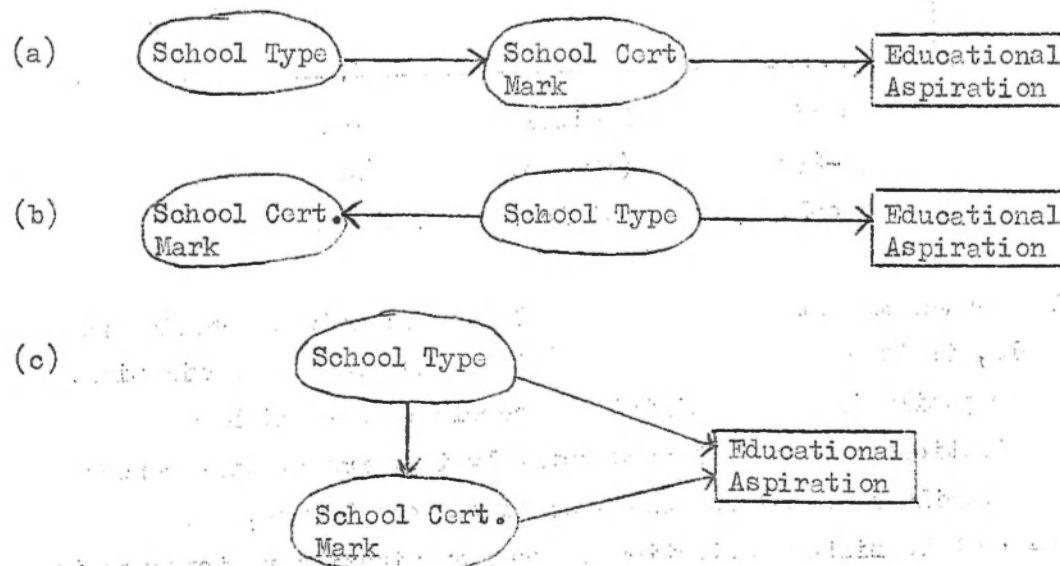 (a)
School Type
School Cert
Mark
Educational
Aspiration
(b)
School Cert.
Mark
School Type
Educational
Aspiration
(c)
School Type
School Cert.
Mark
Educational
Aspiration